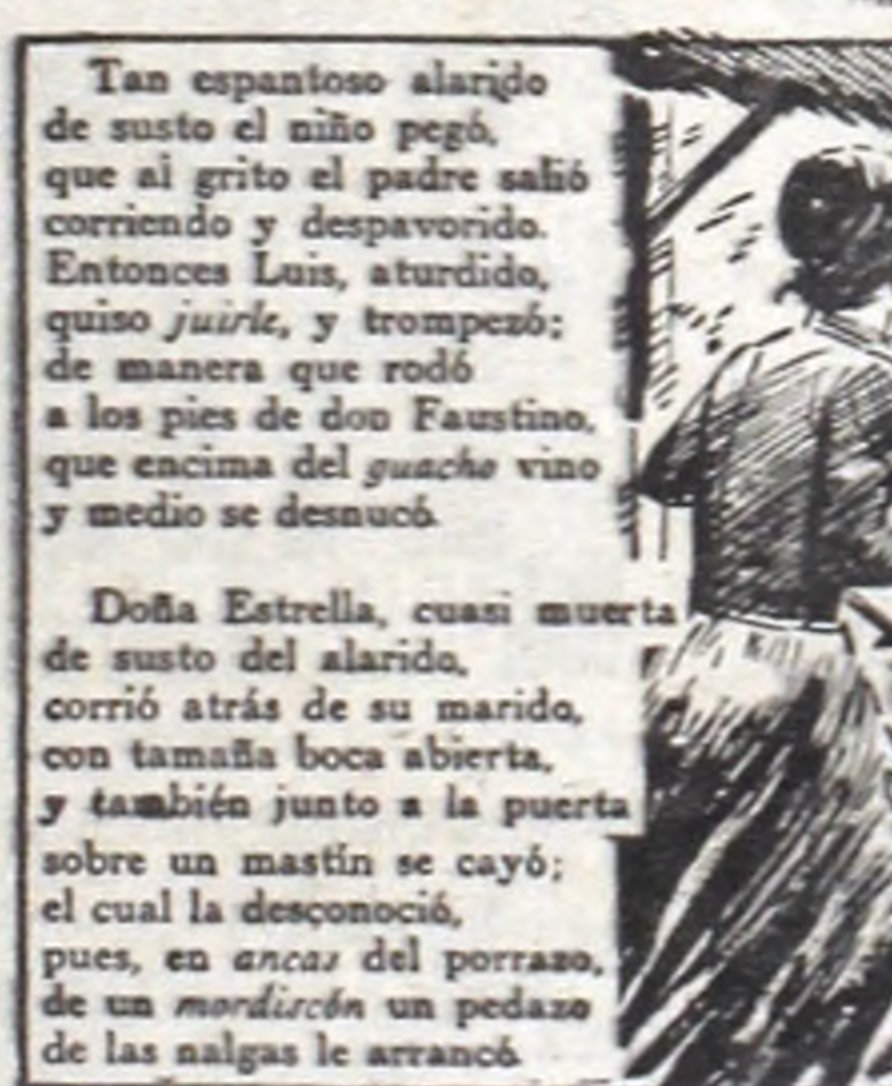 Tan espantoso alarido
de susto el niño pegó,
que al grito el padre salió
corriendo y despavorido.
Entonces Luis, aturdido,
quiso juirle, y trompezó;
de manera que rodó
a los pies de don Faustino,
que encima del guacho vino
y medio se desnucó.
Doña Estrella, cuasi muerta
de susto del alarido,
corrió atrás de su marido,
con tamaña boca abierta,
y también junto a la puerta
sobre un mastín se cayó;
el cual la desconoció,
pues, en ancas del porrazo,
de un mordiscón un pedazo
de las nalgas le arrancó.